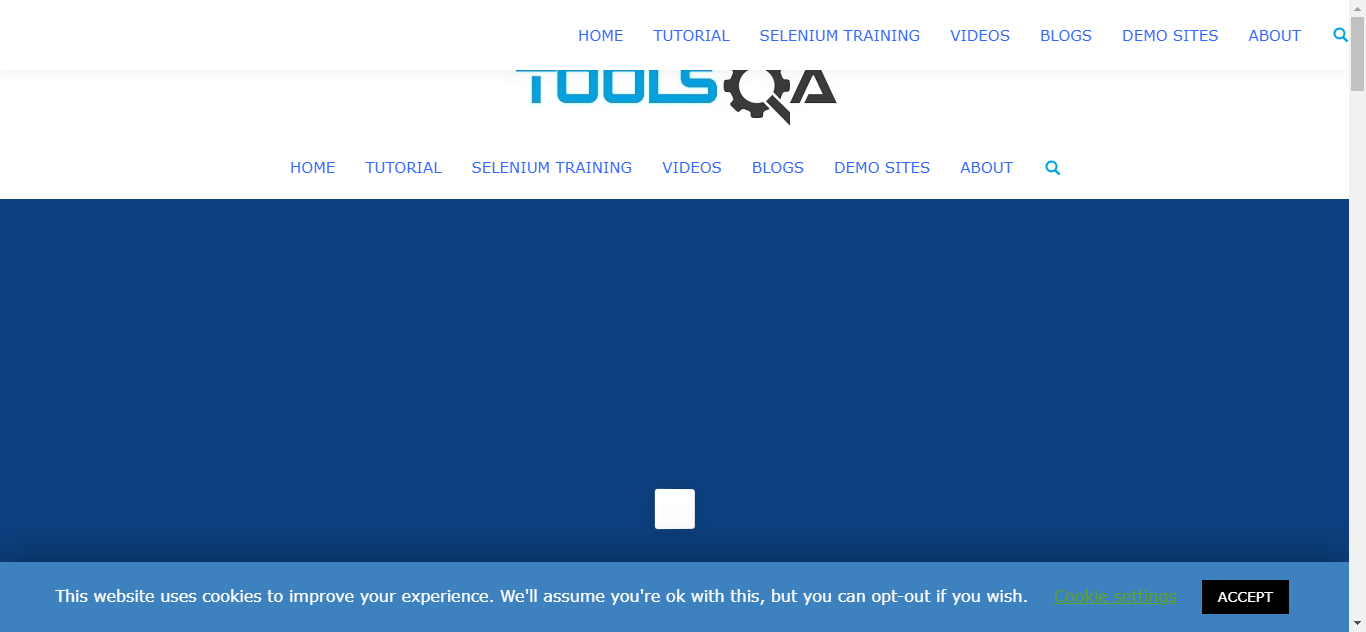 HOME TUTORIAL SELENIUM TRAINING VIDEOS BLOGS DEMO SITES ABOUT
TOOLSQA
HOME TUTORIAL SELENIUM TRAINING VIDEOS BLOGS DEMO SITES ABOUT
This website uses cookies to improve your experience. We'll assume you're ok with this, but you can opt-out if you wish. Cookie settings ACCEPT